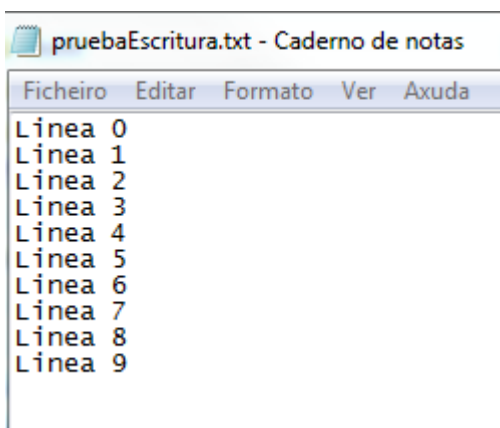 pruebaEscritura.txt - Caderno de notas
Ficheiro Editar Formato Ver Axuda
Linea 0
Linea 1
Linea 2
Linea 3
Linea 4
Linea 5
Linea 6
Linea 7
Linea 8
Linea 9